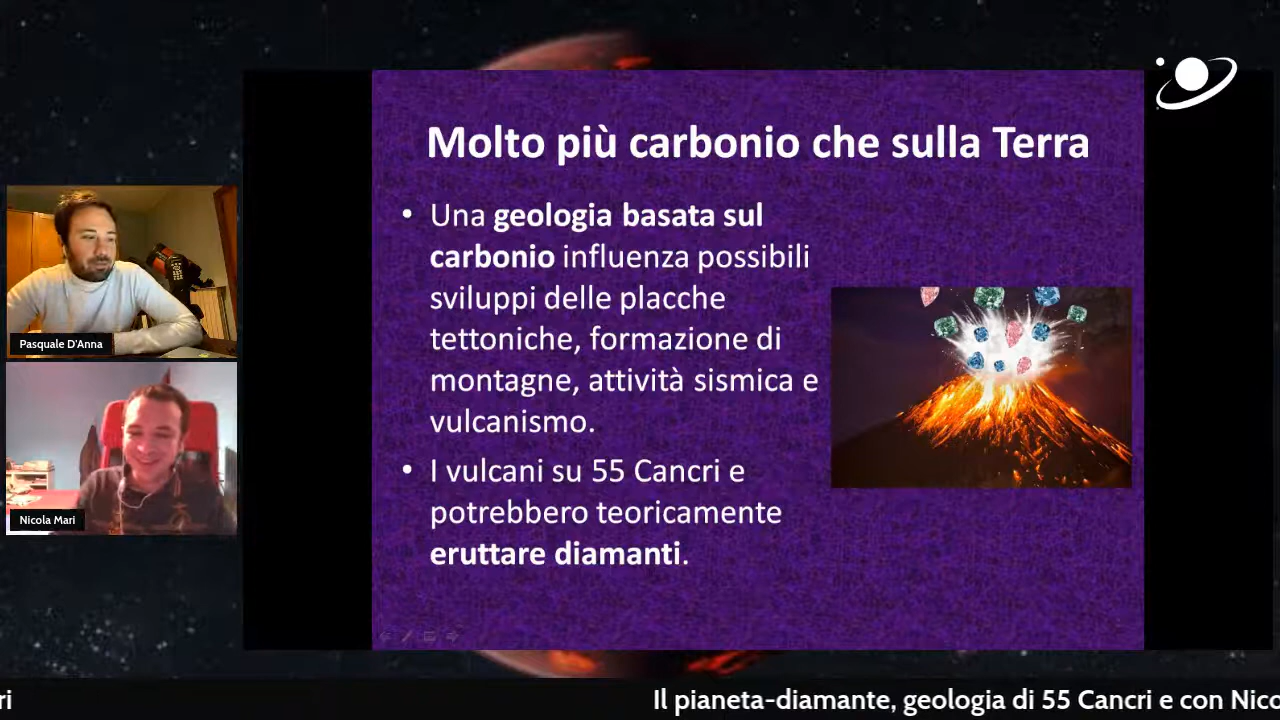 Molto più carbonio che sulla Terra
• Una geologia basata sul
carbonio influenza possibili
sviluppi delle placche
tettoniche, formazione di
montagne, attività sismica e
vulcanismo.
• I vulcani su 55 Cancri e
potrebbero teoricamente
eruttare diamanti.
Pasquale D'Anna
Nicola Mari
ri
Il pianeta-diamante, geologia di 55 Cancri e con Nico